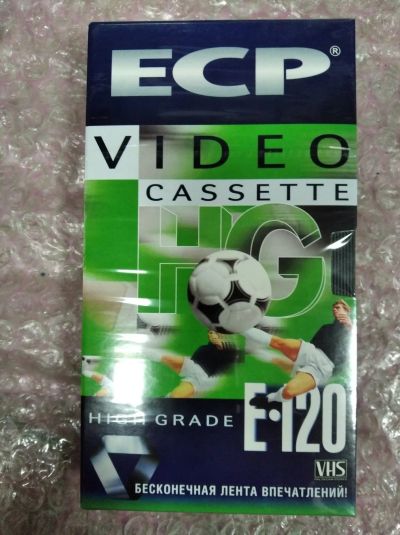 ECP®
VIDEO
CASSETTE
HG
HIGH GRADE
E-120
VHS
БЕСКОНЕЧНАЯ ЛЕНТА ВПЕЧАТЛЕНИЙ!